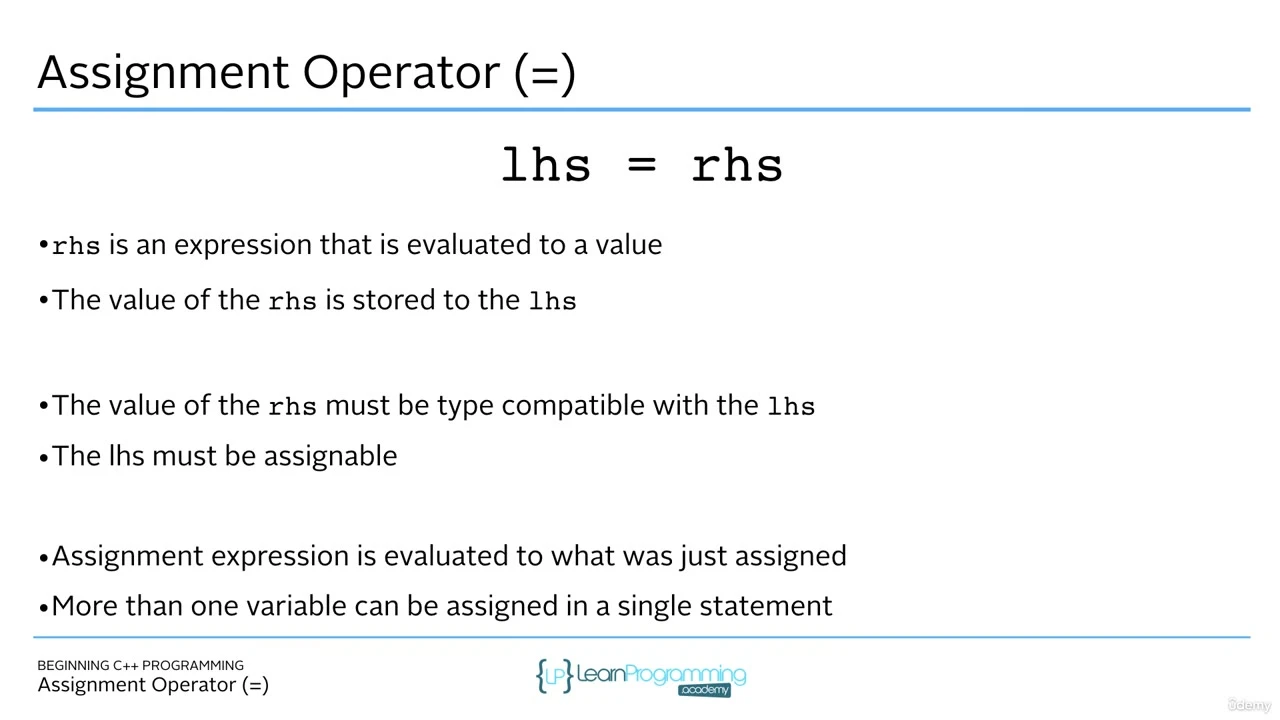 Assignment Operator (=)
lhs = rhs
•rhs is an expression that is evaluated to a value
•The value of the rhs is stored to the lhs
•The value of the rhs must be type compatible with the lhs
•The lhs must be assignable
•Assignment expression is evaluated to what was just assigned
•More than one variable can be assigned in a single statement
BEGINNING C++ PROGRAMMING
Assignment Operator (=)
{LP} LearnProgramming
.academy
ûdemy